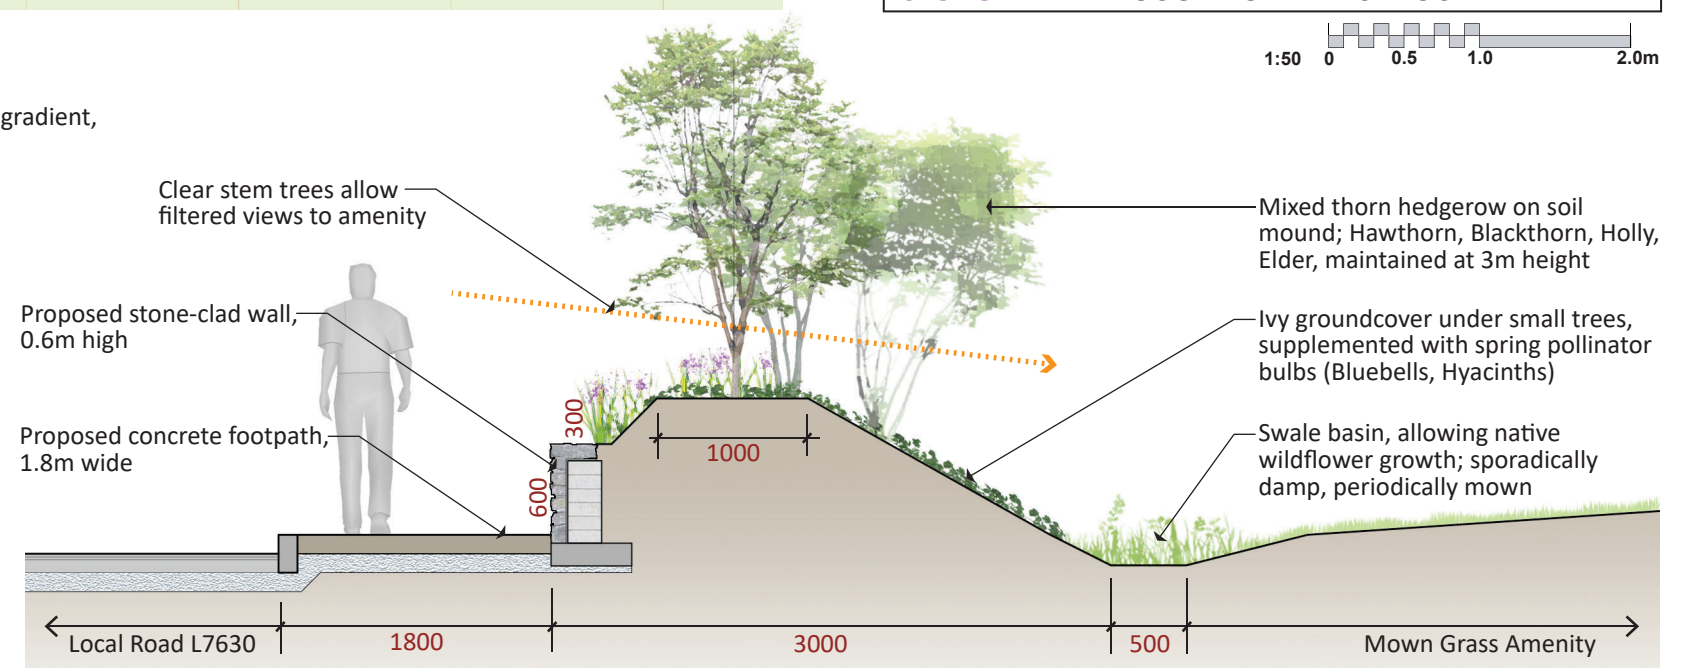 1:50 0 0.5 1.0 2.0m
gradient,
Clear stem trees allow
filtered views to amenity
Mixed thorn hedgerow on soil
mound; Hawthorn, Blackthorn, Holly,
Elder, maintained at 3m height
Proposed stone-clad wall,
0.6m high
Ivy groundcover under small trees,
supplemented with spring pollinator
bulbs (Bluebells, Hyacinths)
Proposed concrete footpath,
1.8m wide
300
1000
600
Swale basin, allowing native
wildflower growth; sporadically
damp, periodically mown
Local Road L7630
1800
3000
500
Mown Grass Amenity